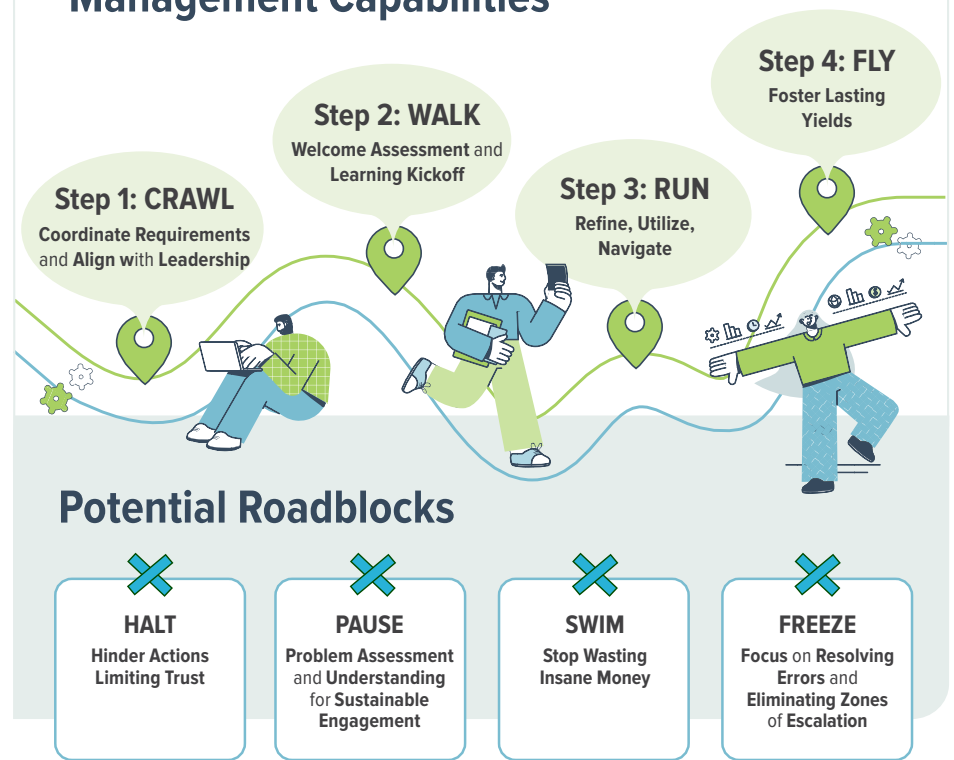 Management Capabilities
Step 1: CRAWL
Coordinate Requirements
and Align with Leadership
Step 2: WALK
Welcome Assessment and
Learning Kickoff
Step 3: RUN
Refine, Utilize,
Navigate
Step 4: FLY
Foster Lasting
Yields
Potential Roadblocks
HALT
Hinder Actions
Limiting Trust
PAUSE
Problem Assessment
and Understanding
for Sustainable
Engagement
SWIM
Stop Wasting
Insane Money
FREEZE
Focus on Resolving
Errors and
Eliminating Zones
of Escalation